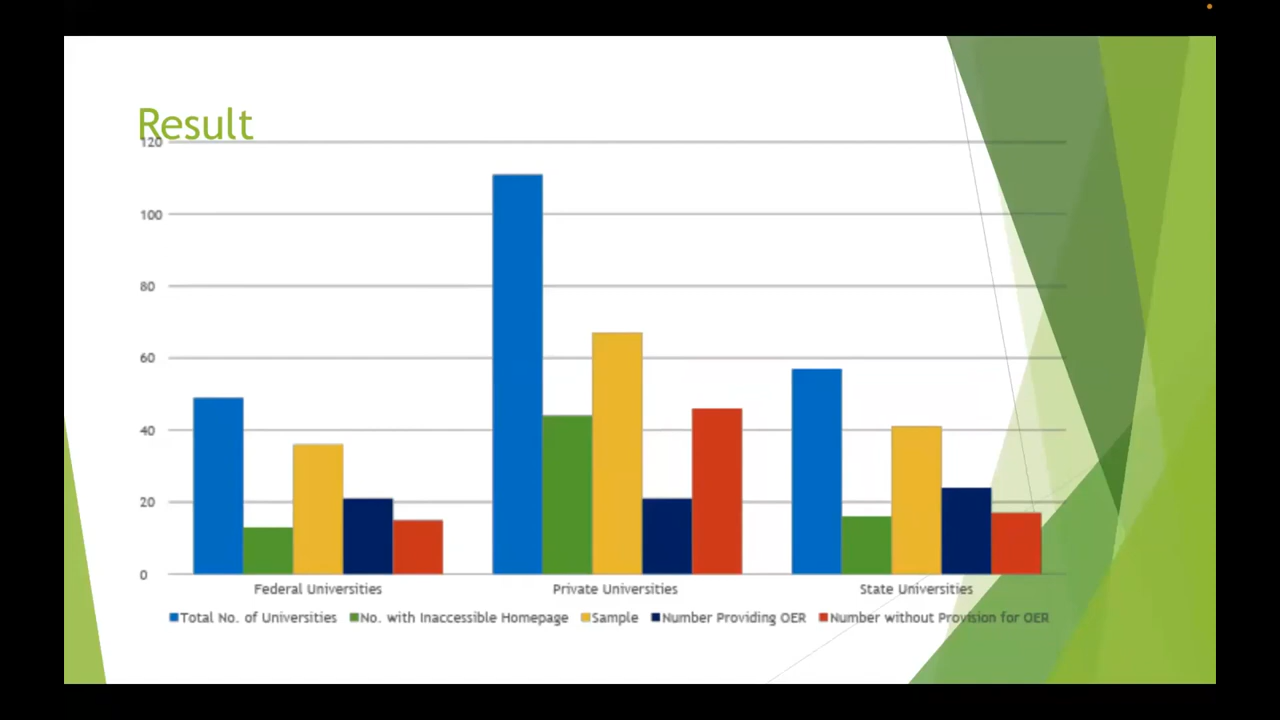 Result
120
100
80
60
40
20
0
Federal Universities Private Universities State Universities
Total No. of Universities No. with Inaccessible Homepage Sample Number Providing OER Number without Provision for OER